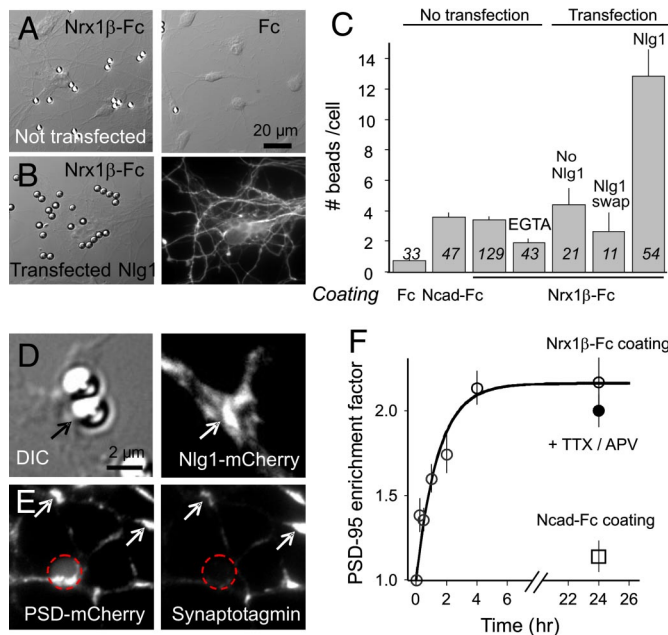 A
Nrx1β-Fc
Fc
Not transfected
20 μm
B
Nrx1β-Fc
Transfected Nlg1
C
No transfection
Transfection
# beads /cell
14
12
10
8
6
4
2
0
33
47
129
EGTA
43
No
Nlg1
21
Nlg1
swap
11
Nlg1
54
Coating
Fc
Ncad-Fc
Nrx1β-Fc
D
DIC
2 μm
Nlg1-mCherry
E
PSD-mCherry
Synaptotagmin
F
PSD-95 enrichment factor
2.0
1.5
1.0
Nrx1β-Fc coating
+ TTX / APV
Ncad-Fc coating
0 2 4 6 22 24 26
Time (hr)